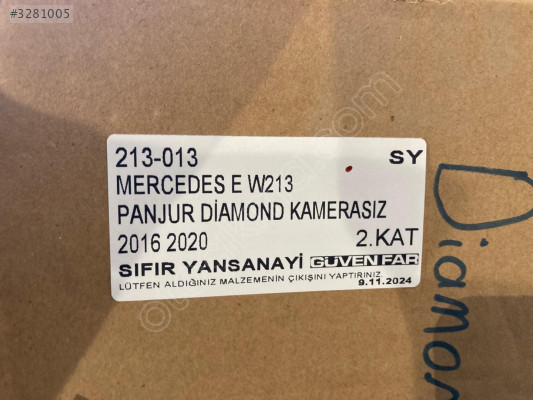 #3281005
213-013 SY
MERCEDES E W213
PANJUR DİAMOND KAMERASIZ
2016 2020 2.KAT
SIFIR YANSANAYİ GÜVEN FAR
LÜTFEN ALDIĞINIZ MALZEMENİN ÇIKIŞINI YAPTIRINIZ
9.11.2024